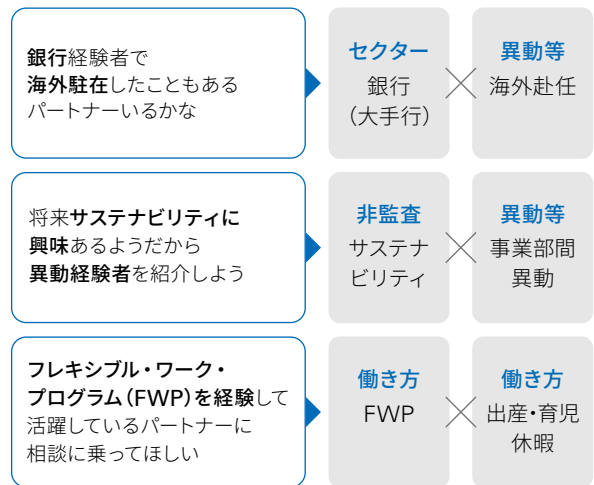 銀行経験者で
海外駐在したこともある
パートナーいるかな
セクター
銀行
（大手行）
異動等
海外赴任
将来サステナビリティに
興味あるようだから
異動経験者を紹介しよう
非監査
サステナ
ビリティ
異動等
事業部間
異動
フレキシブル・ワーク・
プログラム（FWP）を経験して
活躍しているパートナーに
相談に乗ってほしい
働き方
FWP
働き方
出産・育児
休暇